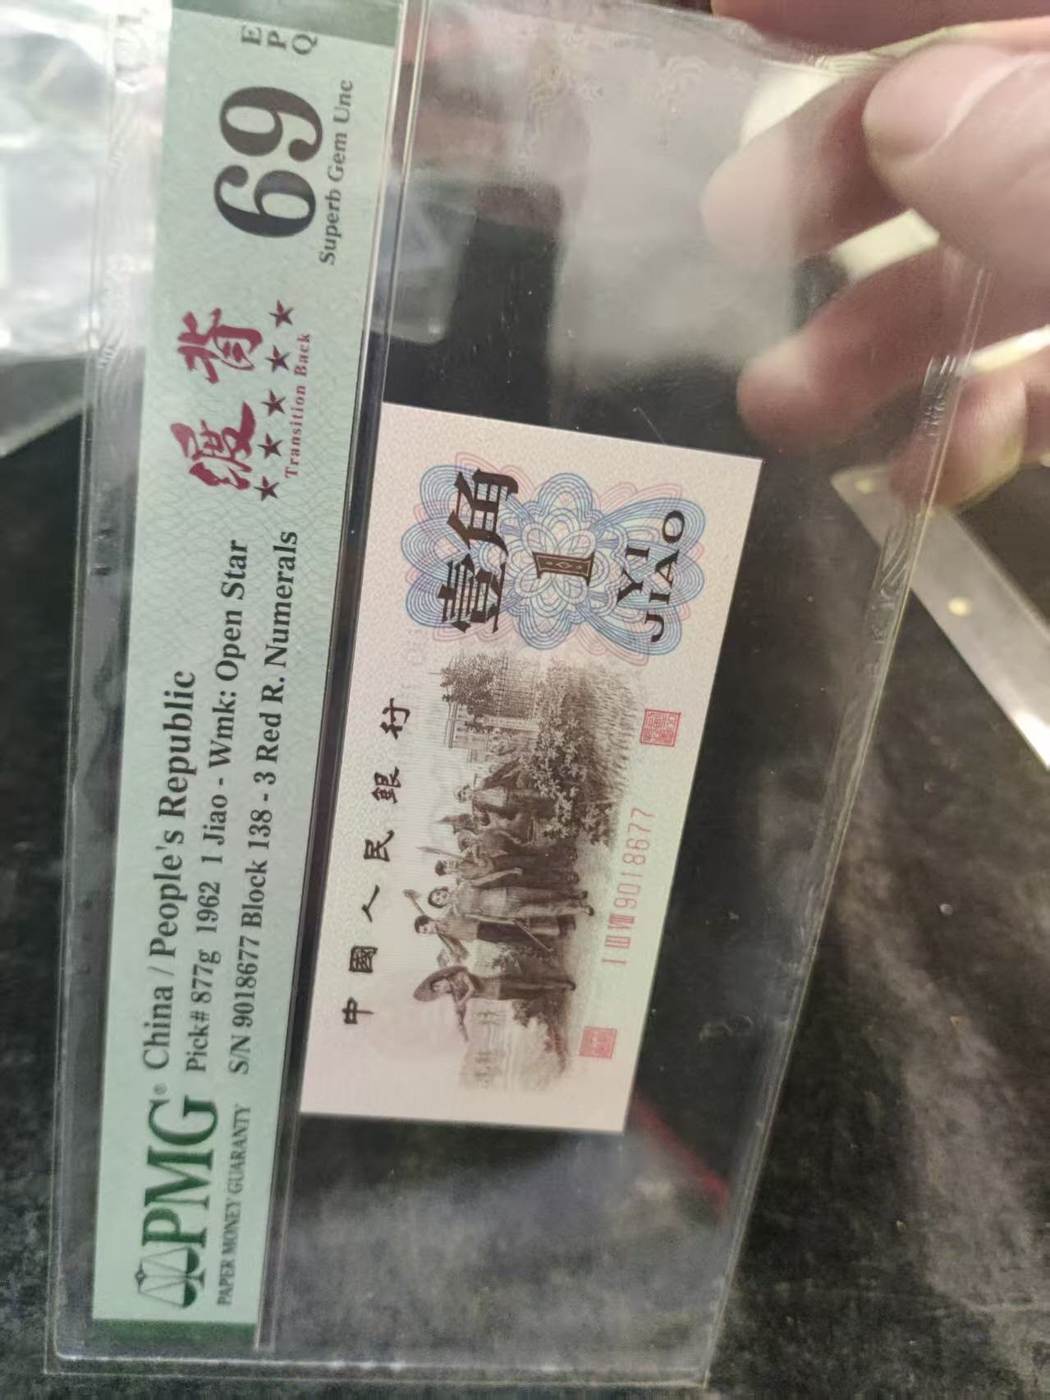 PMG® China / People's Republic
PAPER MONEY GUARANTY
Pick# 877g 1962 1 Jiao - Wmk: Open Star
S/N 9018677 Block 138 - 3 Red R. Numerals
Transition Back
69 EPQ
Superb Gem Unc
中國人民銀行
壹角
1
YI
JIAO
9018677